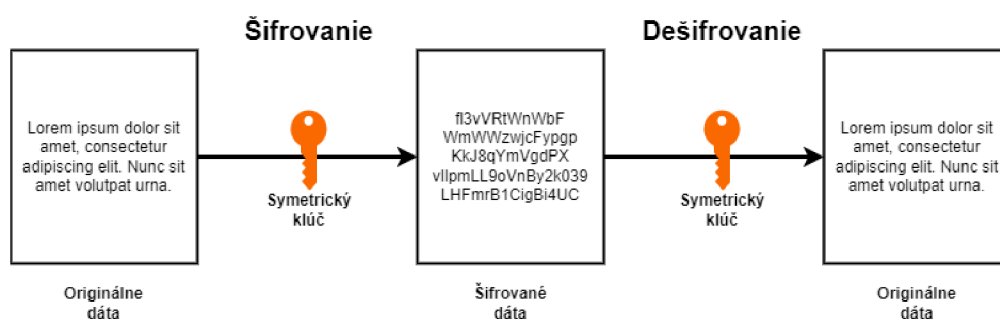 Šifrovanie
Dešifrovanie
Lorem ipsum dolor sit
amet, consectetur
adipiscing elit. Nunc sit
amet volutpat urna.
Symetrický
kľúč
fI3vVRtWnWbF
WmWWzwjcFypgp
KkJ8qYmVgdPX
vIIpmLL9oVnBy2k039
LHFmrB1CigBi4UC
Symetrický
kľúč
Lorem ipsum dolor sit
amet, consectetur
adipiscing elit. Nunc sit
amet volutpat urna.
Originálne
dáta
Šifrované
dáta
Originálne
dáta